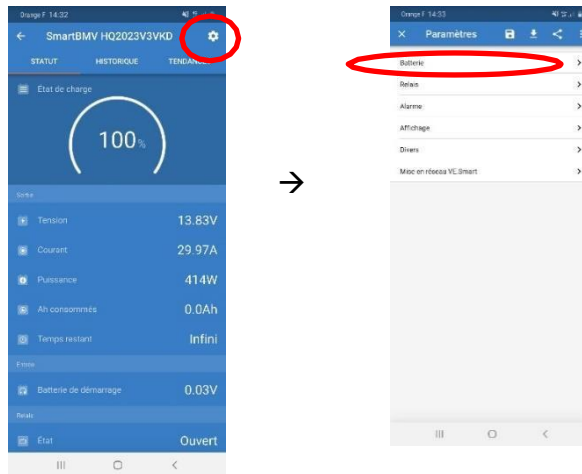 Orange F 14:32
SmartBMV HQ2023V3VKD
STATUT HISTORIQUE TENDANCES
État de charge
100%
Sortie
Tension 13.83V
Courant 29.97A
Puissance 414W
Ah consommés 0.0Ah
Temps restant Infini
Entrée
Batterie de démarrage 0.03V
Relais
État Ouvert
→
Orange F 14:33
Paramètres
Batterie
Relais
Alarme
Affichage
Divers
Mise en réseau VE.Smart